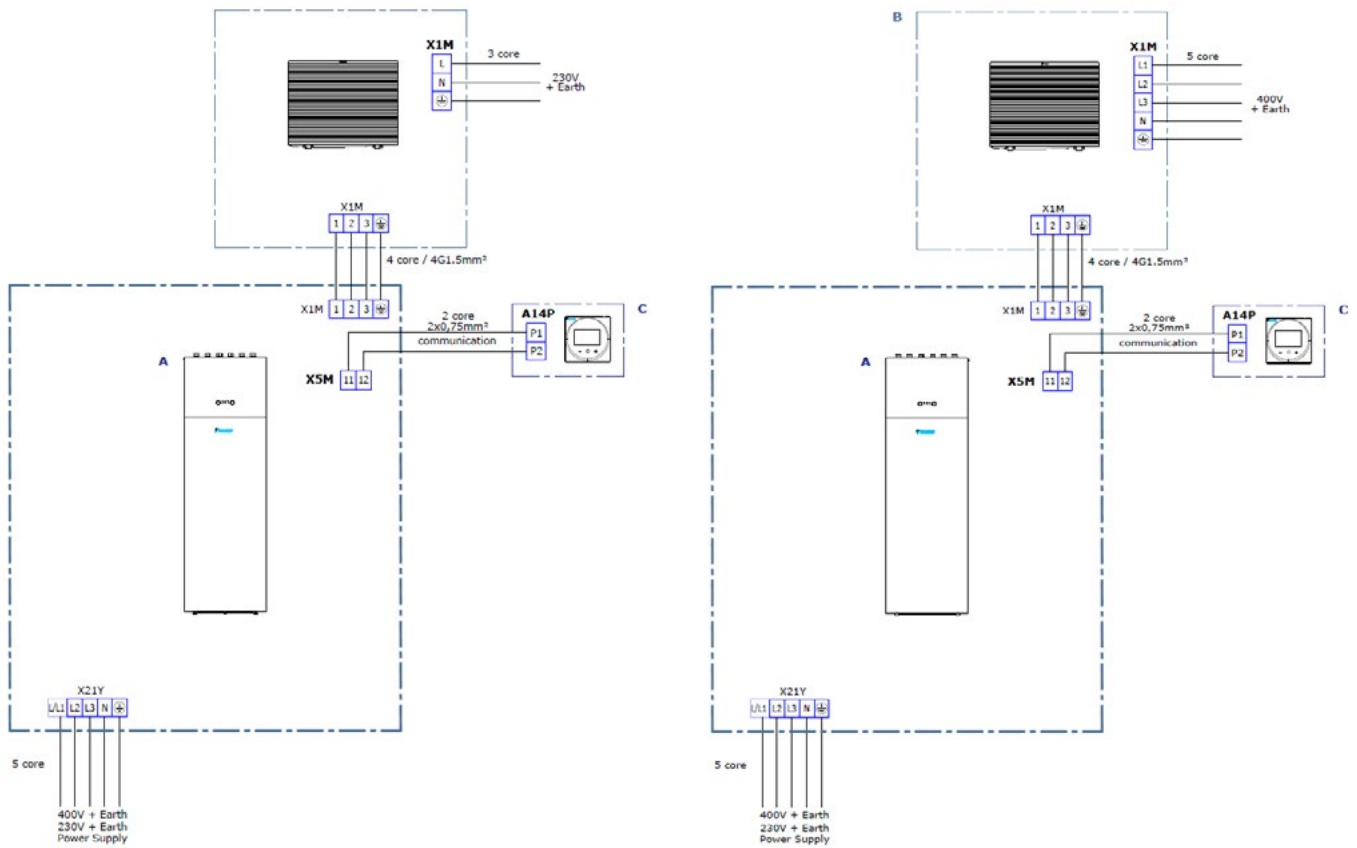 X1M
L
N
3 core
230V
+ Earth
X1M
1 2 3
4 core / 4G1.5mm²
X1M 1 2 3
2 core
2x0,75mm²
communication
A14P
P1
P2
C
A
X5M 11 12
X21Y
L/L1 L2 L3 N
5 core
400V + Earth
230V + Earth
Power Supply
B
X1M
L1
L2
L3
N
5 core
400V
+ Earth
X1M
1 2 3
4 core / 4G1.5mm²
X1M 1 2 3
2 core
2x0,75mm²
communication
A14P
P1
P2
C
A
X5M 11 12
X21Y
L/L1 L2 L3 N
5 core
400V + Earth
230V + Earth
Power Supply